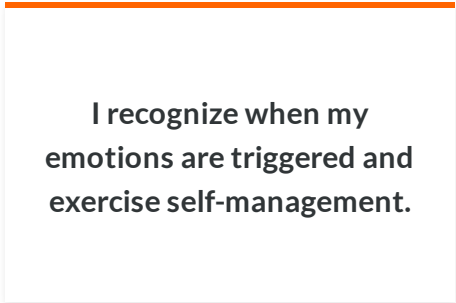 I recognize when my
emotions are triggered and
exercise self-management.